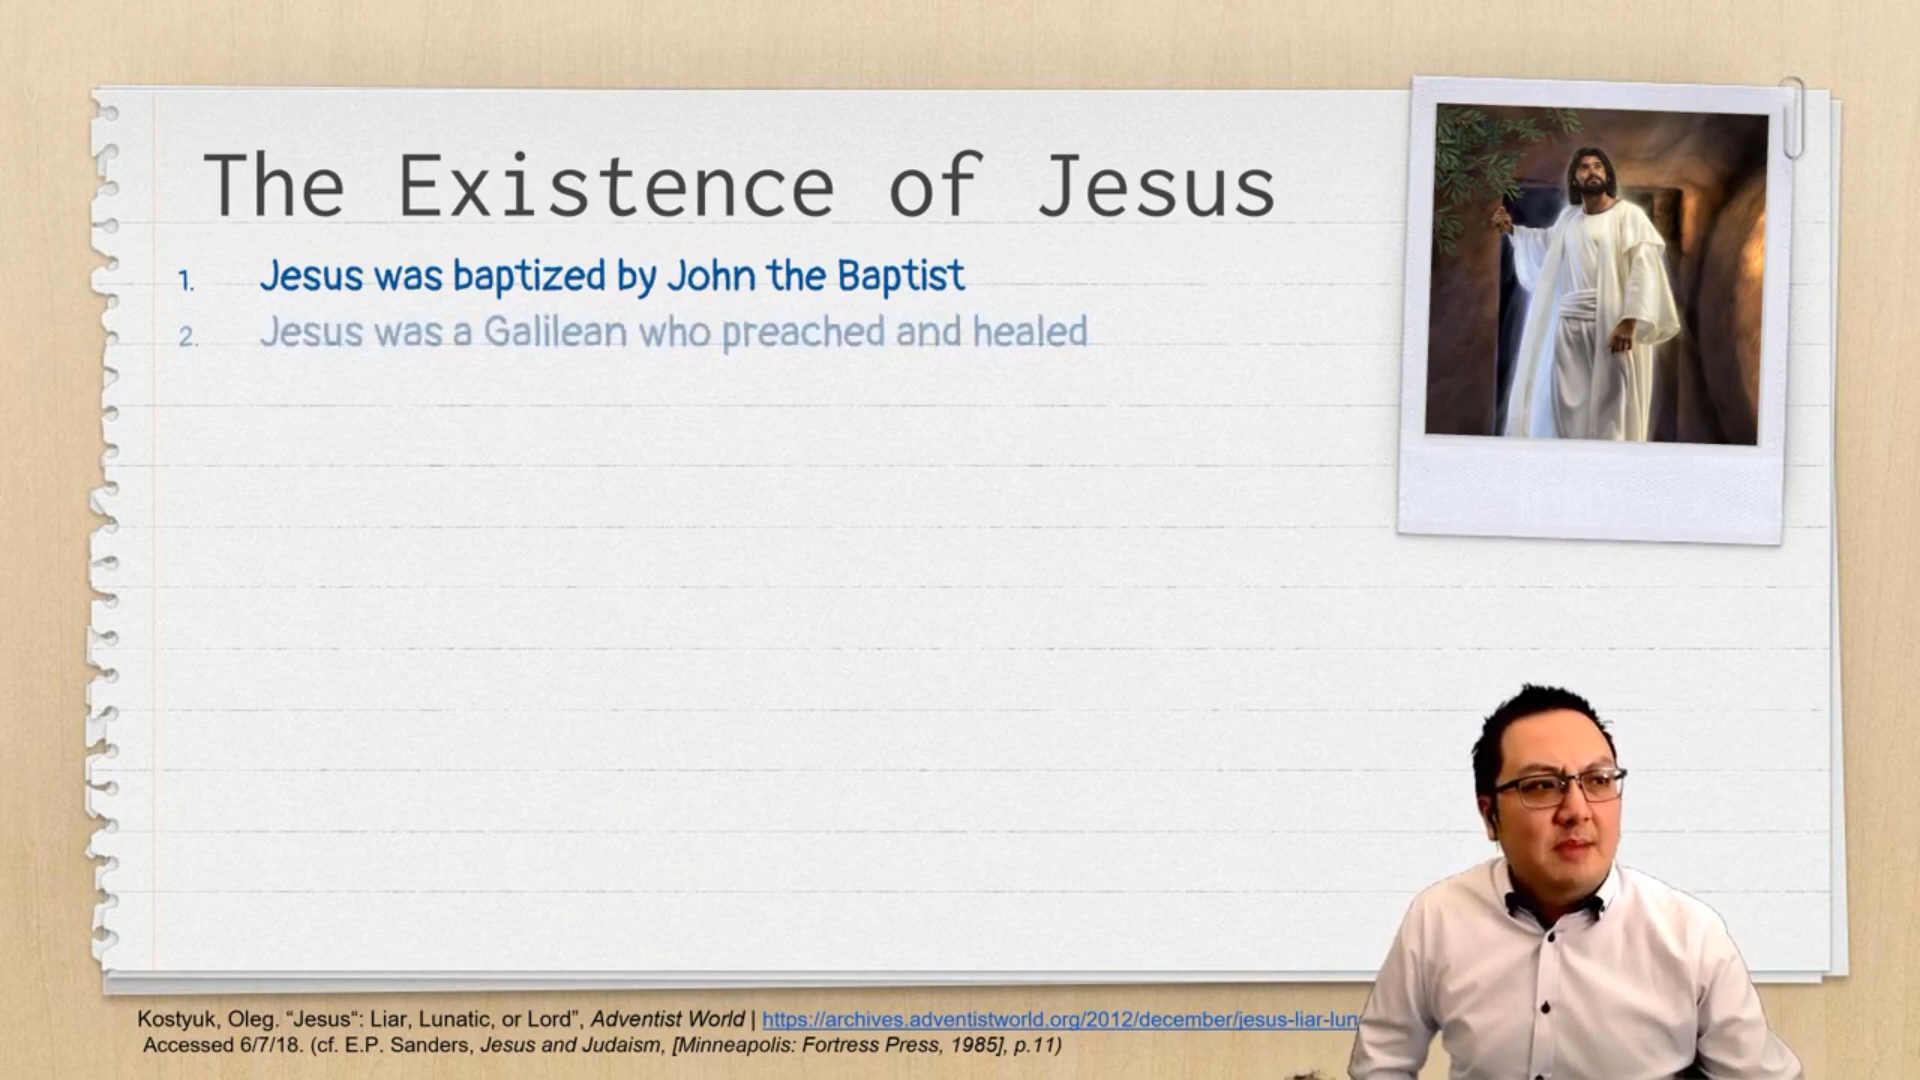 The Existence of Jesus
1. Jesus was baptized by John the Baptist
2. Jesus was a Galilean who preached and healed
Kostyuk, Oleg. “Jesus“: Liar, Lunatic, or Lord”, Adventist World | https://archives.adventistworld.org/2012/december/jesus-liar-lun
Accessed 6/7/18. (cf. E.P. Sanders, Jesus and Judaism, [Minneapolis: Fortress Press, 1985], p.11)